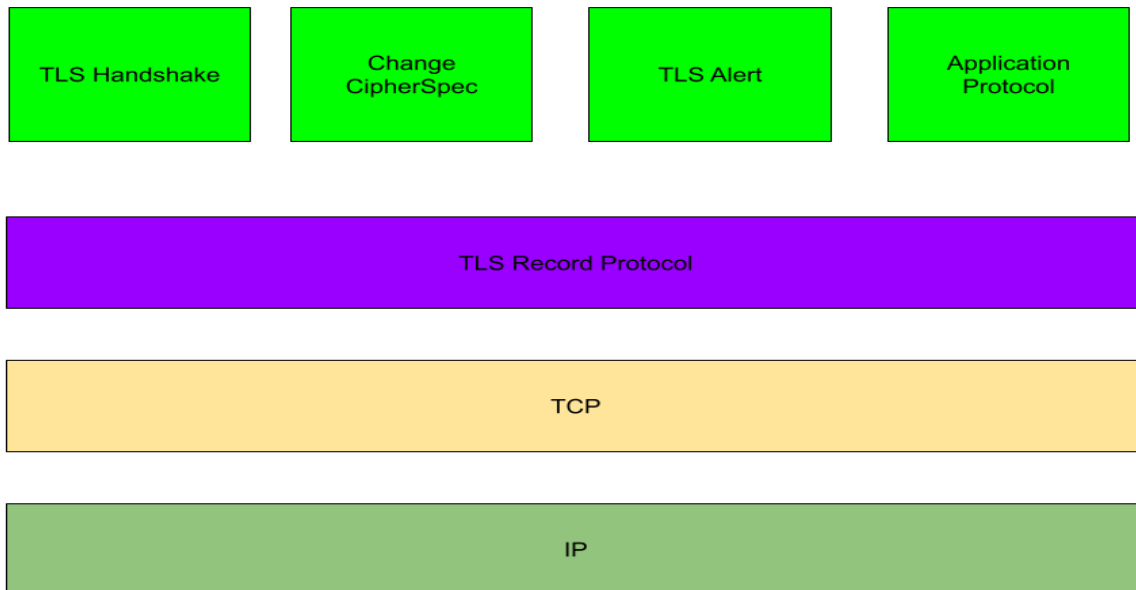 TLS Handshake
Change
CipherSpec
TLS Alert
Application
Protocol
TLS Record Protocol
TCP
IP